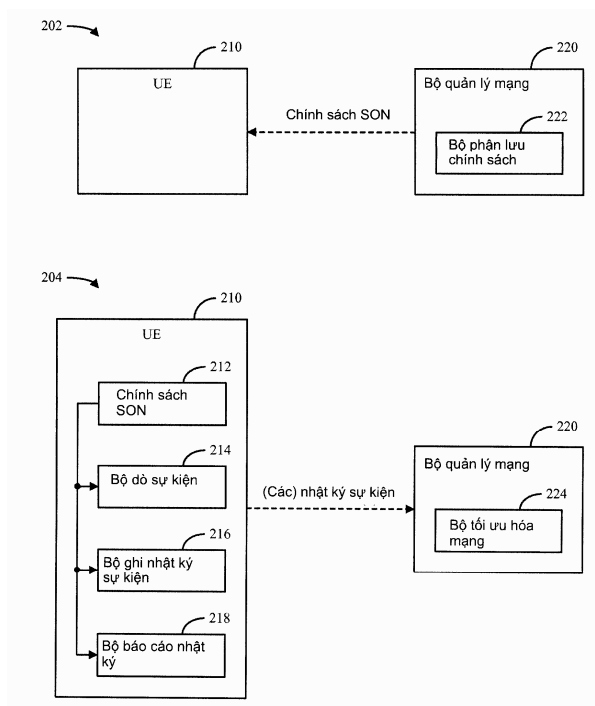 202
210
220
UE
Bộ quản lý mạng
Chính sách SON
222
Bộ phận lưu
chính sách
204
210
UE
212
Chính sách
SON
214
Bộ dò sự kiện
216
Bộ ghi nhật ký
sự kiện
218
Bộ báo cáo nhật
ký
(Các) nhật ký sự kiện
220
Bộ quản lý mạng
224
Bộ tối ưu hóa
mạng